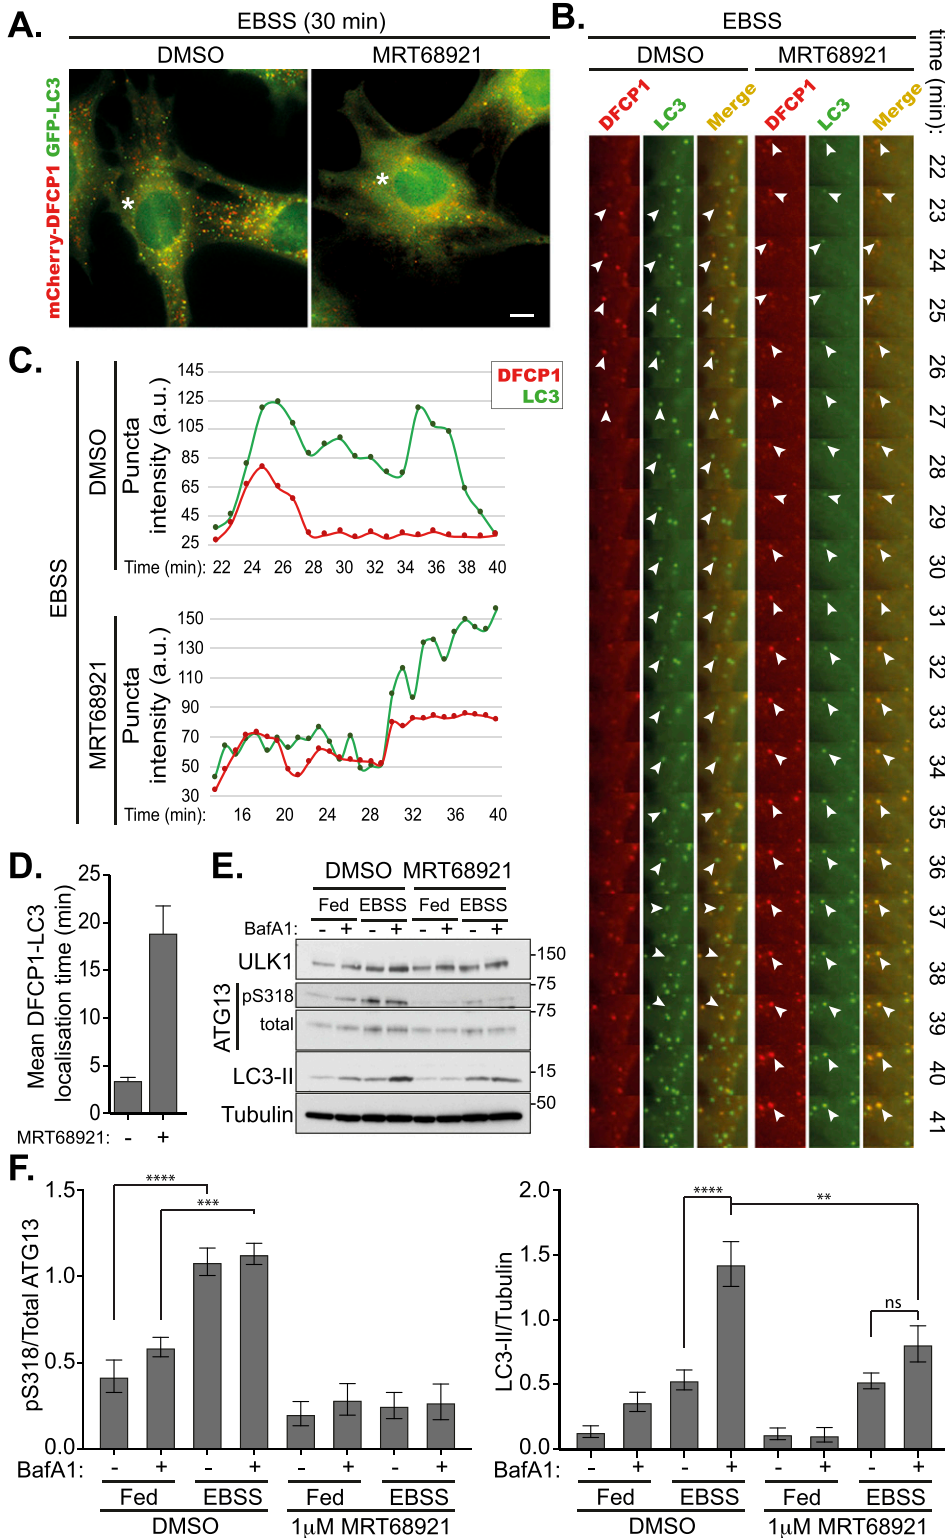 A.
EBSS (30 min)
DMSO
MRT68921
mCherry-DFCP1 GFP-LC3
*
*
B.
EBSS
DMSO
MRT68921
DFCP1
LC3
Merge
DFCP1
LC3
Merge
time (min):
22
23
24
25
26
27
28
29
30
31
32
33
34
35
36
37
38
39
40
41
C.
EBSS
DMSO
Puncta
intensity (a.u.)
145
125
105
85
65
45
25
DFCP1
LC3
Time (min): 22 24 26 28 30 32 34 36 38 40
MRT68921
Puncta
intensity (a.u.)
150
130
110
90
70
50
30
Time (min): 16 20 24 28 32 36 40
D.
Mean DFCP1-LC3
localisation time (min)
25
20
15
10
5
0
MRT68921: - +
E.
DMSO MRT68921
Fed EBSS Fed EBSS
BafA1: - + - + - + - +
ULK1
-150
ATG13
pS318
-75
-75
total
LC3-II
-15
-50
Tubulin
F.
pS318/Total ATG13
1.5
1.0
0.5
0.0
****
***
BafA1: - + - + - + - +
Fed EBSS Fed EBSS
DMSO 1μM MRT68921
LC3-II/Tubulin
2.0
1.5
1.0
0.5
0.0
****
**
ns
BafA1: - + - + - + - +
Fed EBSS Fed EBSS
DMSO 1μM MRT68921